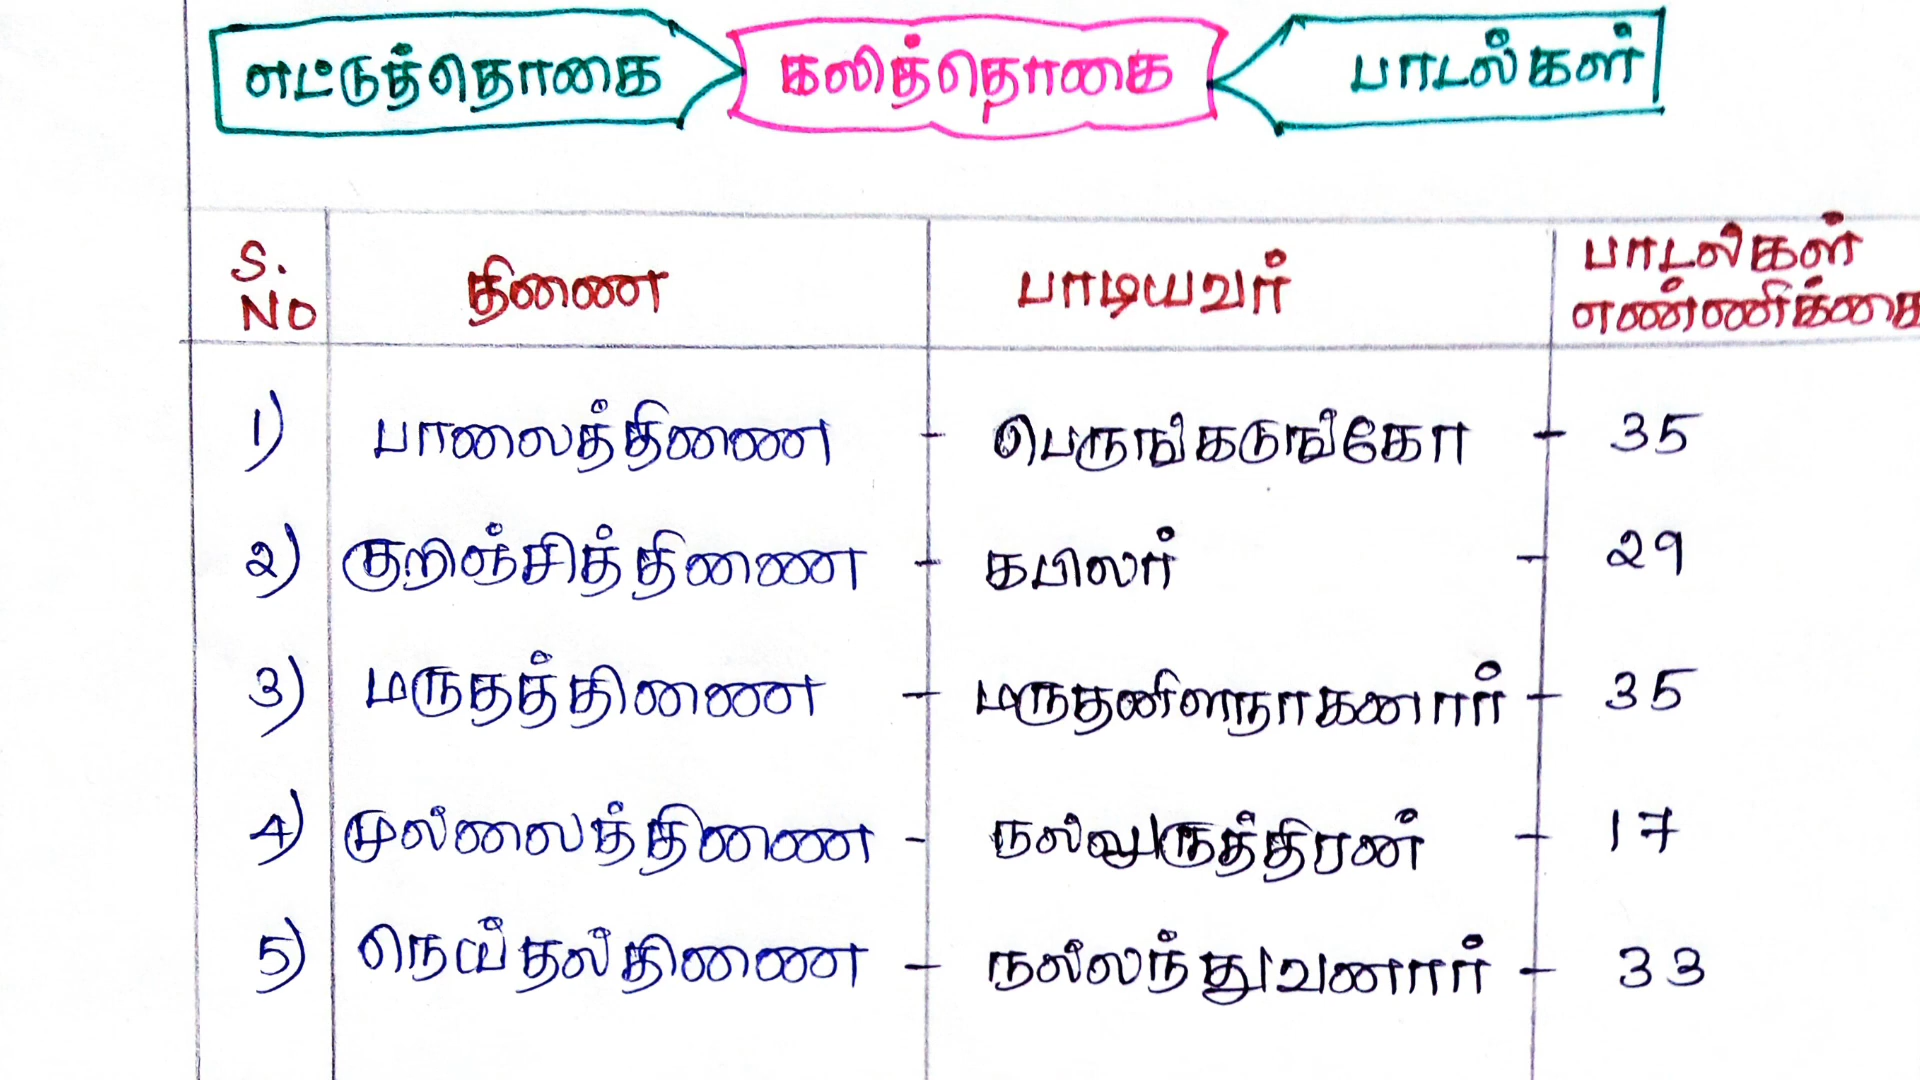 எட்டுத்தொகை கலித்தொகை பாடல்கள்
S. NO திணை பாடியவர் பாடல்கள் எண்ணிக்கை
1) பாலைத்திணை - பெருங்கடுங்கோ - 35
2) குறிஞ்சித்திணை - கபிலர் - 29
3) மருதத்திணை - மருதனிளநாகனார் - 35
4) முல்லைத்திணை - நல்லுருத்திரன் - 17
5) நெய்தல்திணை - நல்லந்துவனார் - 33